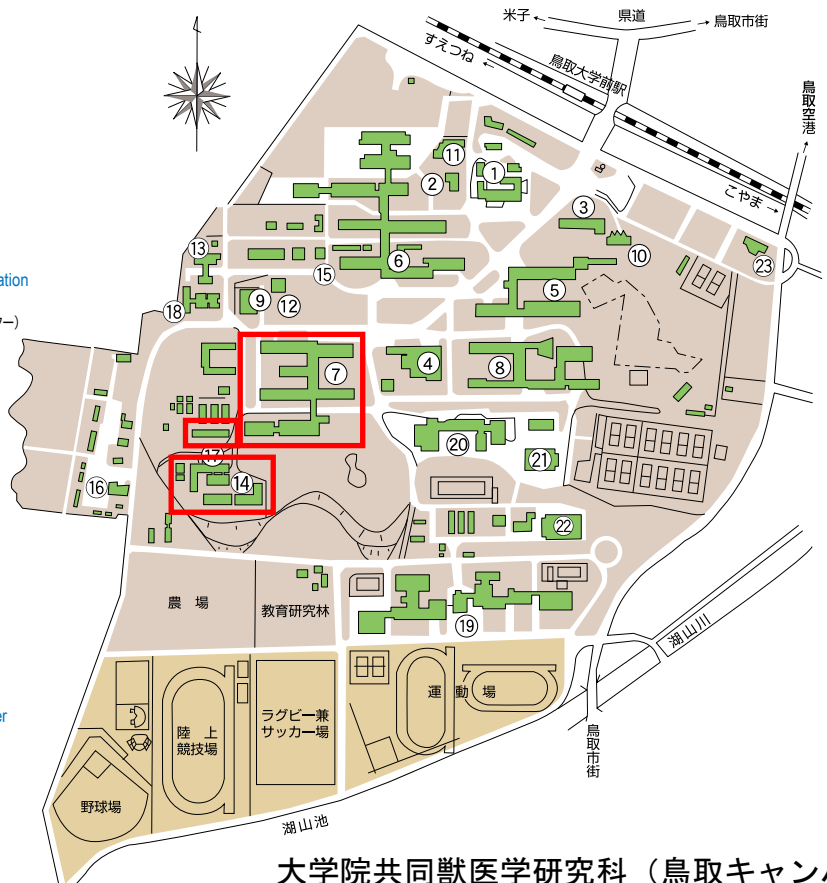 米子
県道
鳥取市街
すえつね
鳥取大学前駅
鳥取空港
こやま
⑪
①
②
③
⑩
㉓
⑬
⑥
⑮
⑤
ation
⑨
⑫
⑱
ー）
⑦
④
⑧
⑰
⑳
㉑
⑭
⑯
㉒
農 場
教育研究林
⑲
湖山川
er
陸 上
競技場
ラグビー兼
サッカー場
運 動 場
鳥取市街
野球場
湖山池
大学院共同獣医学研究科（鳥取キャン